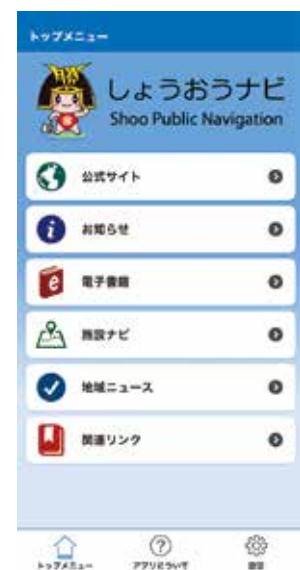 トップメニュー
しょうおうナビ
Shoo Public Navigation
公式サイト
お知らせ
電子書籍
施設ナビ
地域ニュース
関連リンク
トップメニュー
アプリについて
設定